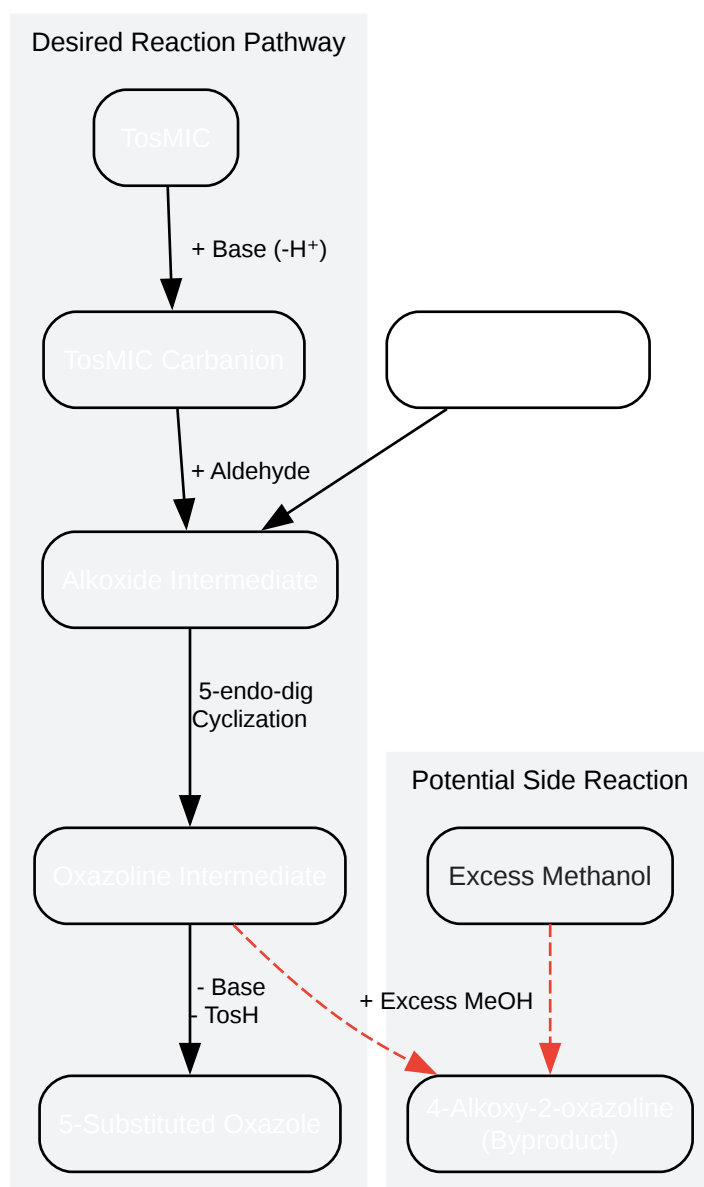 Desired Reaction Pathway
TosMIC
+ Base (-H⁺)
TosMIC Carbanion
+ Aldehyde
Alkoxide Intermediate
5-endo-dig
Cyclization
Potential Side Reaction
Oxazoline Intermediate
Excess Methanol
- Base
- TosH
+ Excess MeOH
5-Substituted Oxazole
4-Alkoxy-2-oxazoline
(Byproduct)